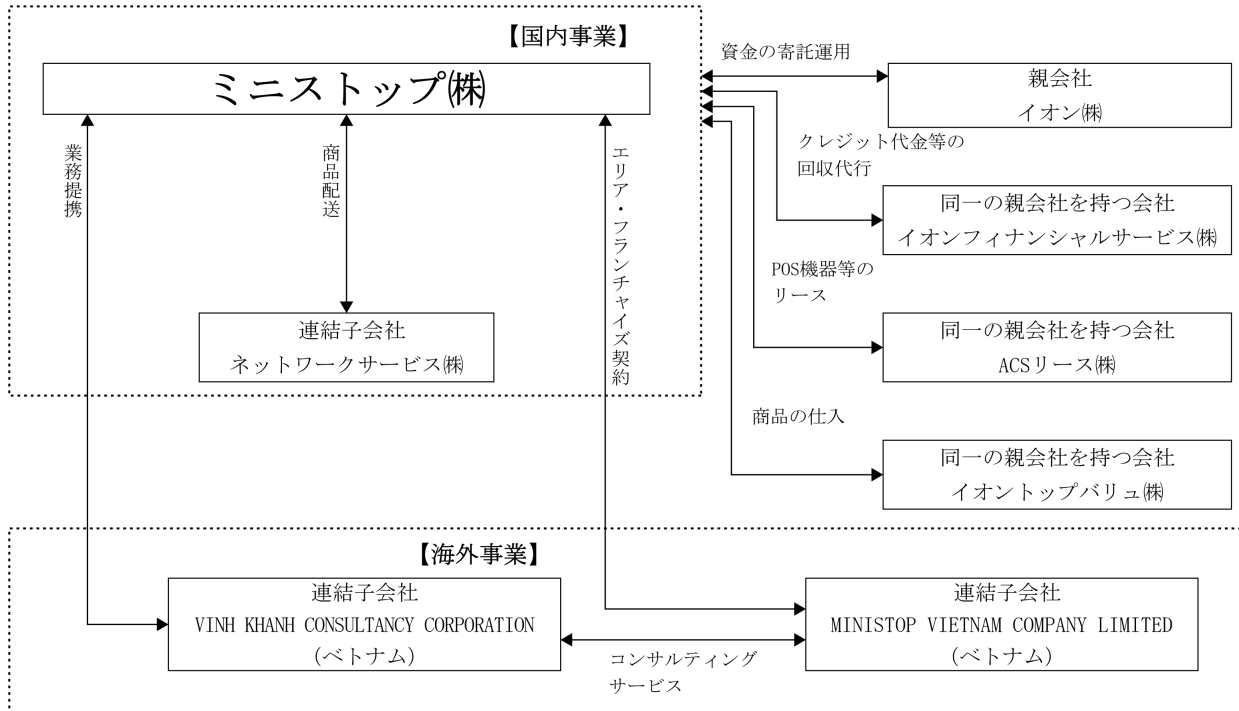 【国内事業】
ミニストップ㈱
資金の寄託運用
親会社
イオン㈱
業務提携
商品配送
エリア・フランチャイズ契約
クレジット代金等の
回収代行
同一の親会社を持つ会社
イオンフィナンシャルサービス㈱
POS機器等の
リース
連結子会社
ネットワークサービス㈱
同一の親会社を持つ会社
ACSリース㈱
商品の仕入
同一の親会社を持つ会社
イオントップバリュ㈱
【海外事業】
連結子会社
VINH KHANH CONSULTANCY CORPORATION
(ベトナム)
コンサルティング
サービス
連結子会社
MINISTOP VIETNAM COMPANY LIMITED
(ベトナム)